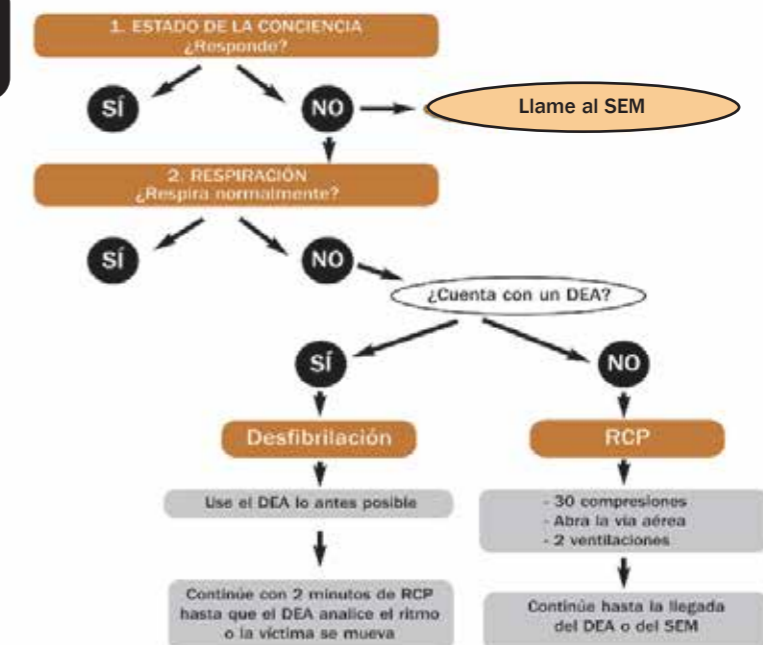 1. ESTADO DE LA CONCIENCIA
¿Responde?
SÍ
NO
Llame al SEM
2. RESPIRACIÓN
¿Respira normalmente?
SÍ
NO
¿Cuenta con un DEA?
SÍ
NO
Desfibrilación
RCP
Use el DEA lo antes posible
- 30 compresiones
- Abra la vía aérea
- 2 ventilaciones
Continúe con 2 minutos de RCP
hasta que el DEA analice el ritmo
o la víctima se mueva
Continúe hasta la llegada
del DEA o del SEM